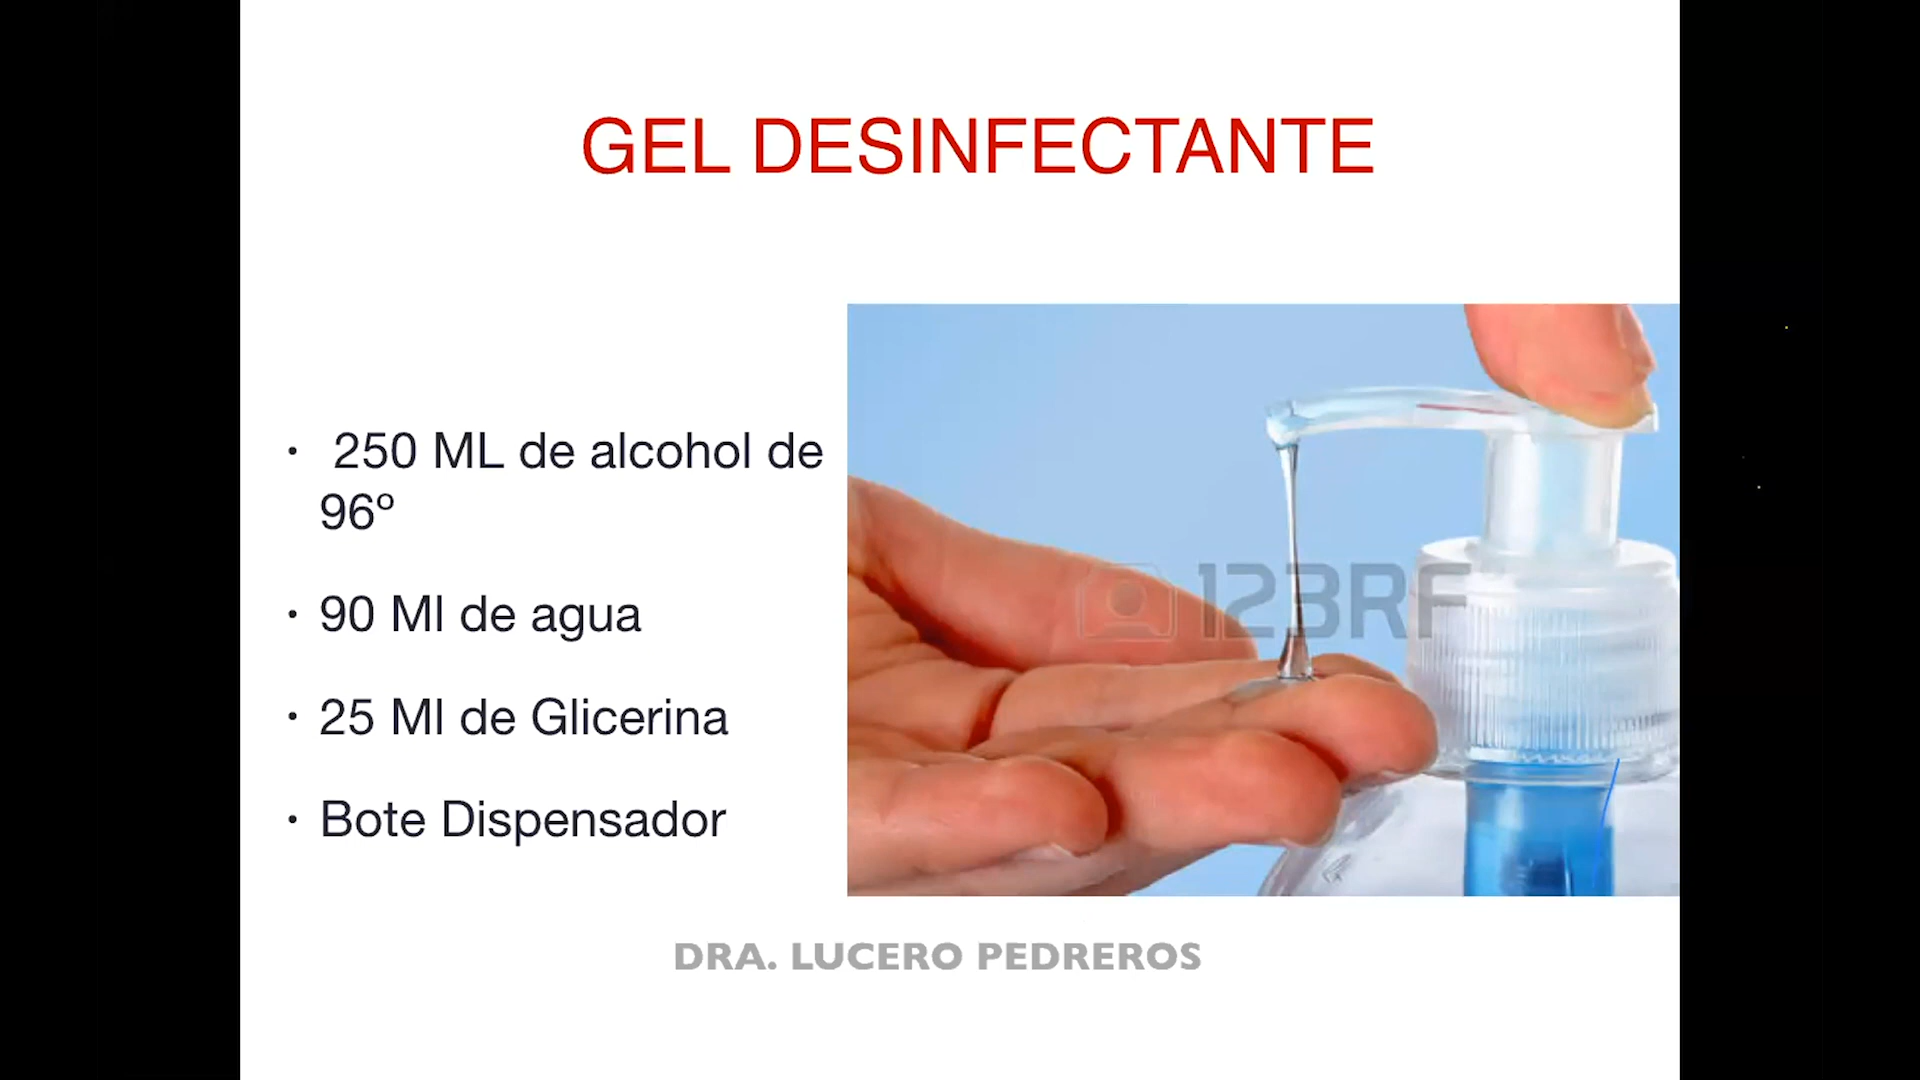 GEL DESINFECTANTE
· 250 ML de alcohol de
96º
· 90 Ml de agua
· 25 Ml de Glicerina
· Bote Dispensador
123RF
DRA. LUCERO PEDREROS